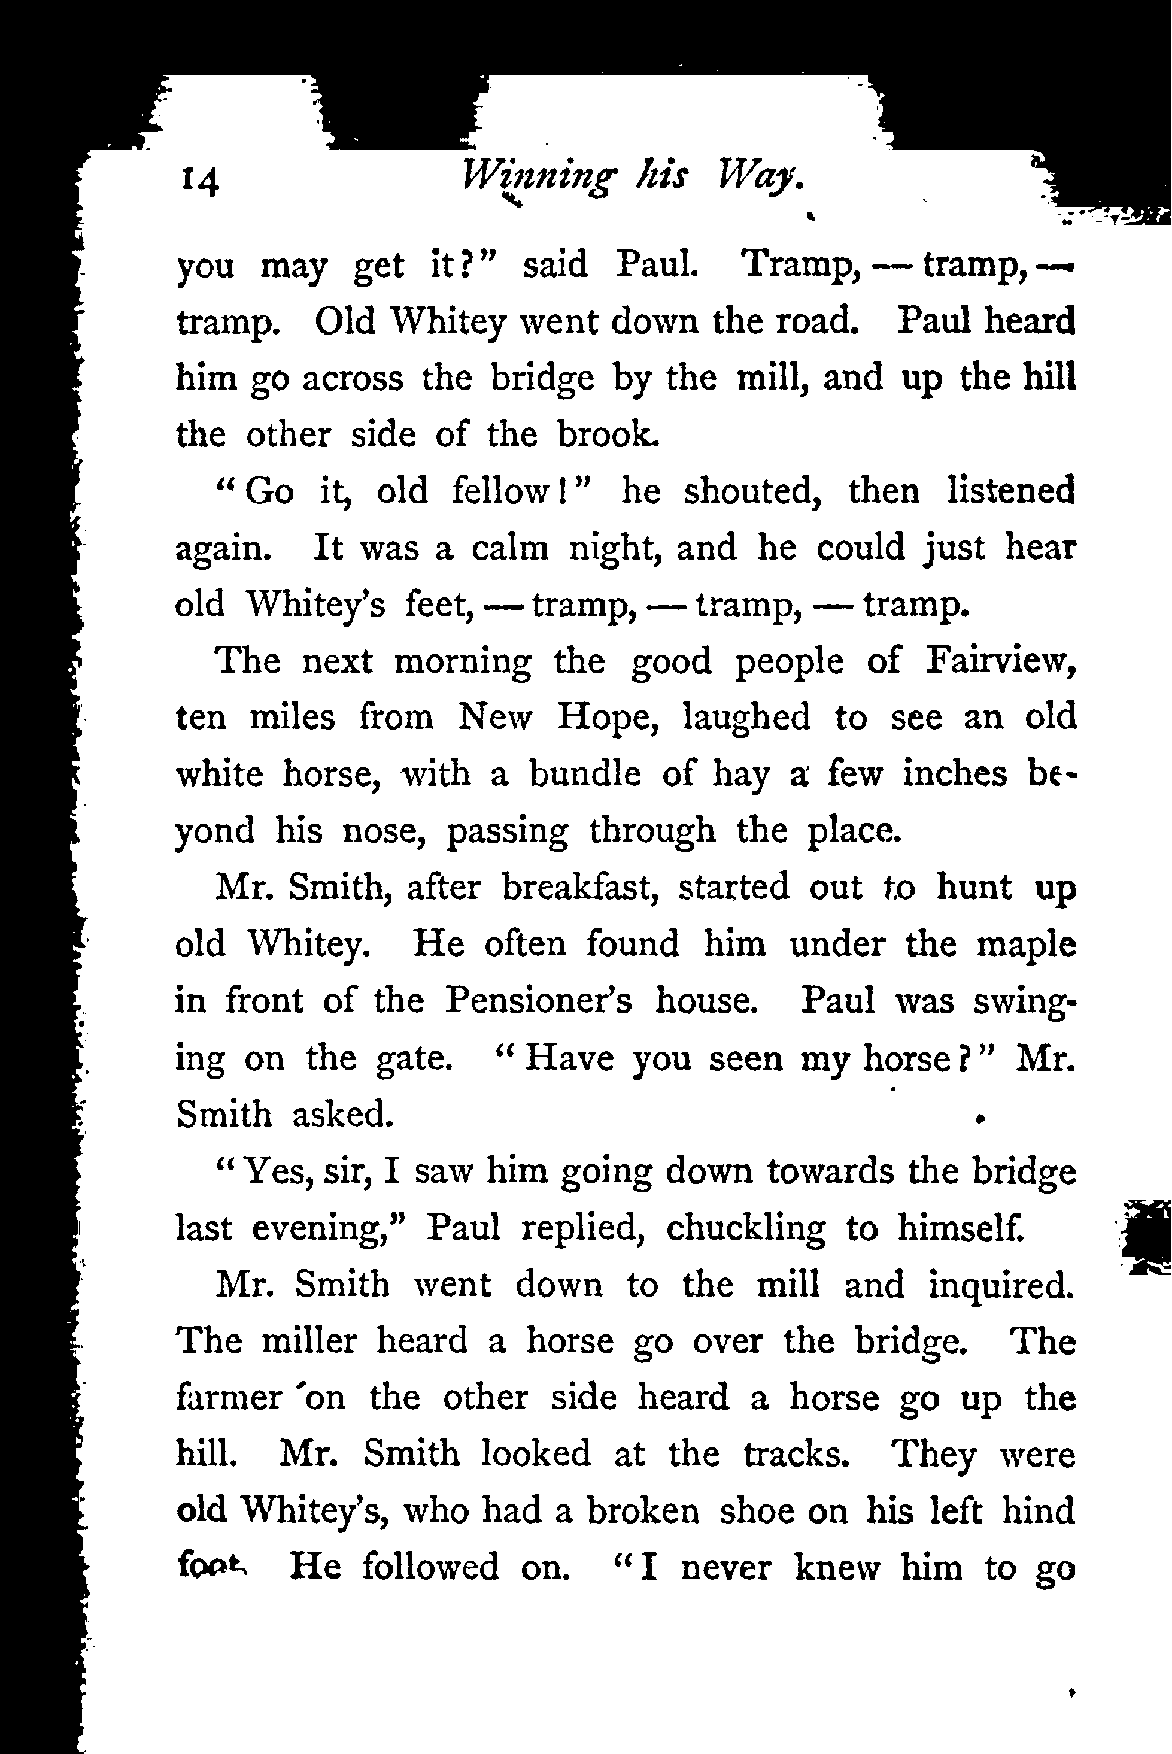 14 Winning his Way.
you may get it?" said Paul. Tramp, — tramp, —
tramp. Old Whitey went down the road. Paul heard
him go across the bridge by the mill, and up the hill
the other side of the brook.
"Go it, old fellow!" he shouted, then listened
again. It was a calm night, and he could just hear
old Whitey's feet, — tramp, — tramp, — tramp.
The next morning the good people of Fairview,
ten miles from New Hope, laughed to see an old
white horse, with a bundle of hay a few inches be-
yond his nose, passing through the place.
Mr. Smith, after breakfast, started out to hunt up
old Whitey. He often found him under the maple
in front of the Pensioner's house. Paul was swing-
ing on the gate. "Have you seen my horse?" Mr.
Smith asked.
"Yes, sir, I saw him going down towards the bridge
last evening," Paul replied, chuckling to himself.
Mr. Smith went down to the mill and inquired.
The miller heard a horse go over the bridge. The
farmer on the other side heard a horse go up the
hill. Mr. Smith looked at the tracks. They were
old Whitey's, who had a broken shoe on his left hind
foot. He followed on. "I never knew him to go